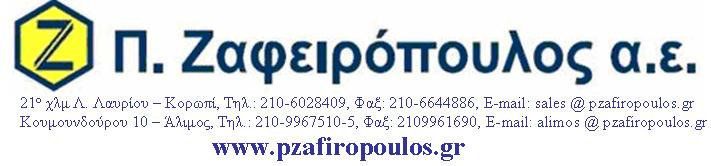 Z Π. Ζαφειρόπουλος α.ε.
21º χλμ Λ. Λαυρίου – Κορωπί, Τηλ.: 210-6028409, Φαξ: 210-6644886, E-mail: sales @ pzafiropoulos.gr
Κουμουνδούρου 10 – Άλιμος, Τηλ.: 210-9967510-5, Φαξ: 2109961690, E-mail: alimos @ pzafiropoulos.gr
www.pzafiropoulos.gr